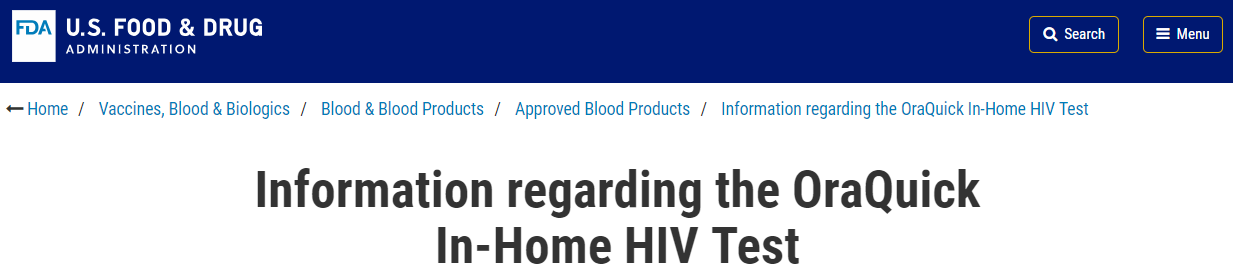 FDA U.S. FOOD & DRUG
ADMINISTRATION
Search
Menu
Home / Vaccines, Blood & Biologics / Blood & Blood Products / Approved Blood Products / Information regarding the OraQuick In-Home HIV Test
Information regarding the OraQuick
In-Home HIV Test